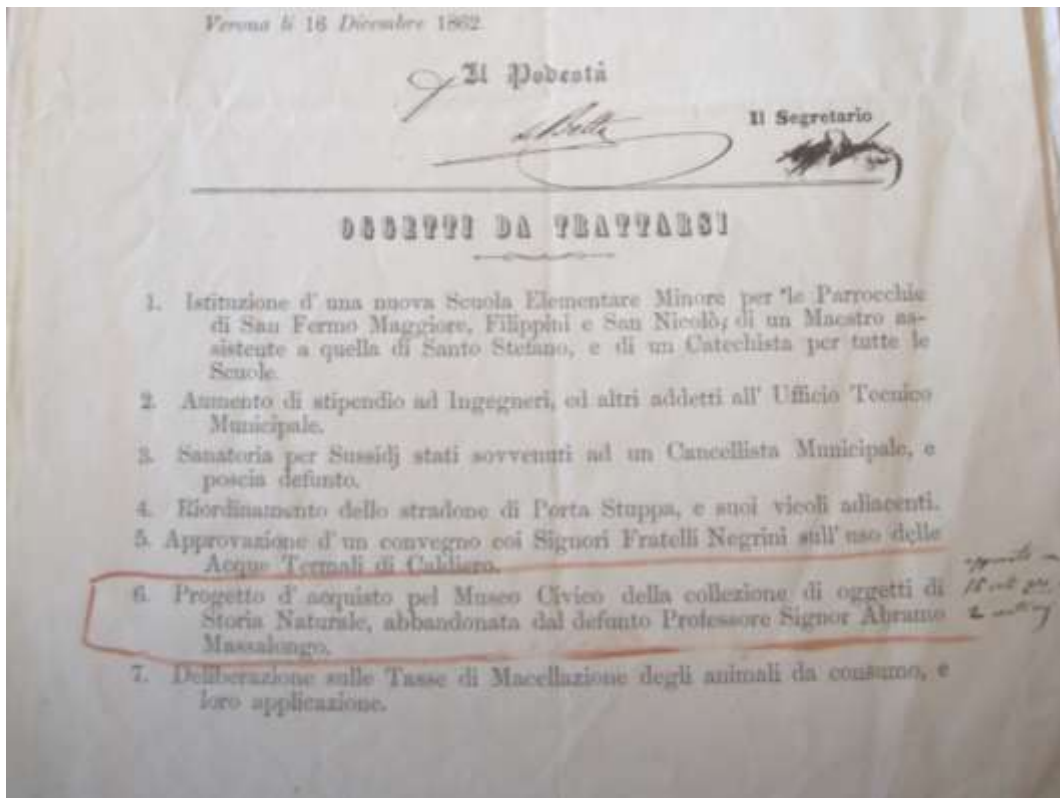 Verona li 16 Dicembre 1862.
Il Podestà
Il Segretario
OGGETTI DA TRATTARSI
1. Istituzione d' una nuova Scuola Elementare Minore per le Parrocchie
di San Fermo Maggiore, Filippini e San Nicolò; di un Maestro as-
sistente a quella di Santo Stefano, e di un Catechista per tutte le
Scuole.
2. Aumento di stipendio ad Ingegneri, ed altri addetti all' Ufficio Tecnico
Municipale.
3. Sanatoria per Sussidj stati sovvenuti ad un Cancellista Municipale, e
poscia defunto.
4. Riordinamento dello stradone di Porta Stuppa, e suoi vicoli adiacenti.
5. Approvazione d' un convegno coi Signori Fratelli Negrini sull' uso delle
Acque Termali di Caldiero.
6. Progetto d' acquisto pel Museo Civico della collezione di oggetti di
Storia Naturale, abbandonata dal defunto Professore Signor Abramo
Massalongo.
7. Deliberazione sulle Tasse di Macellazione degli animali da consumo, e
loro applicazione.